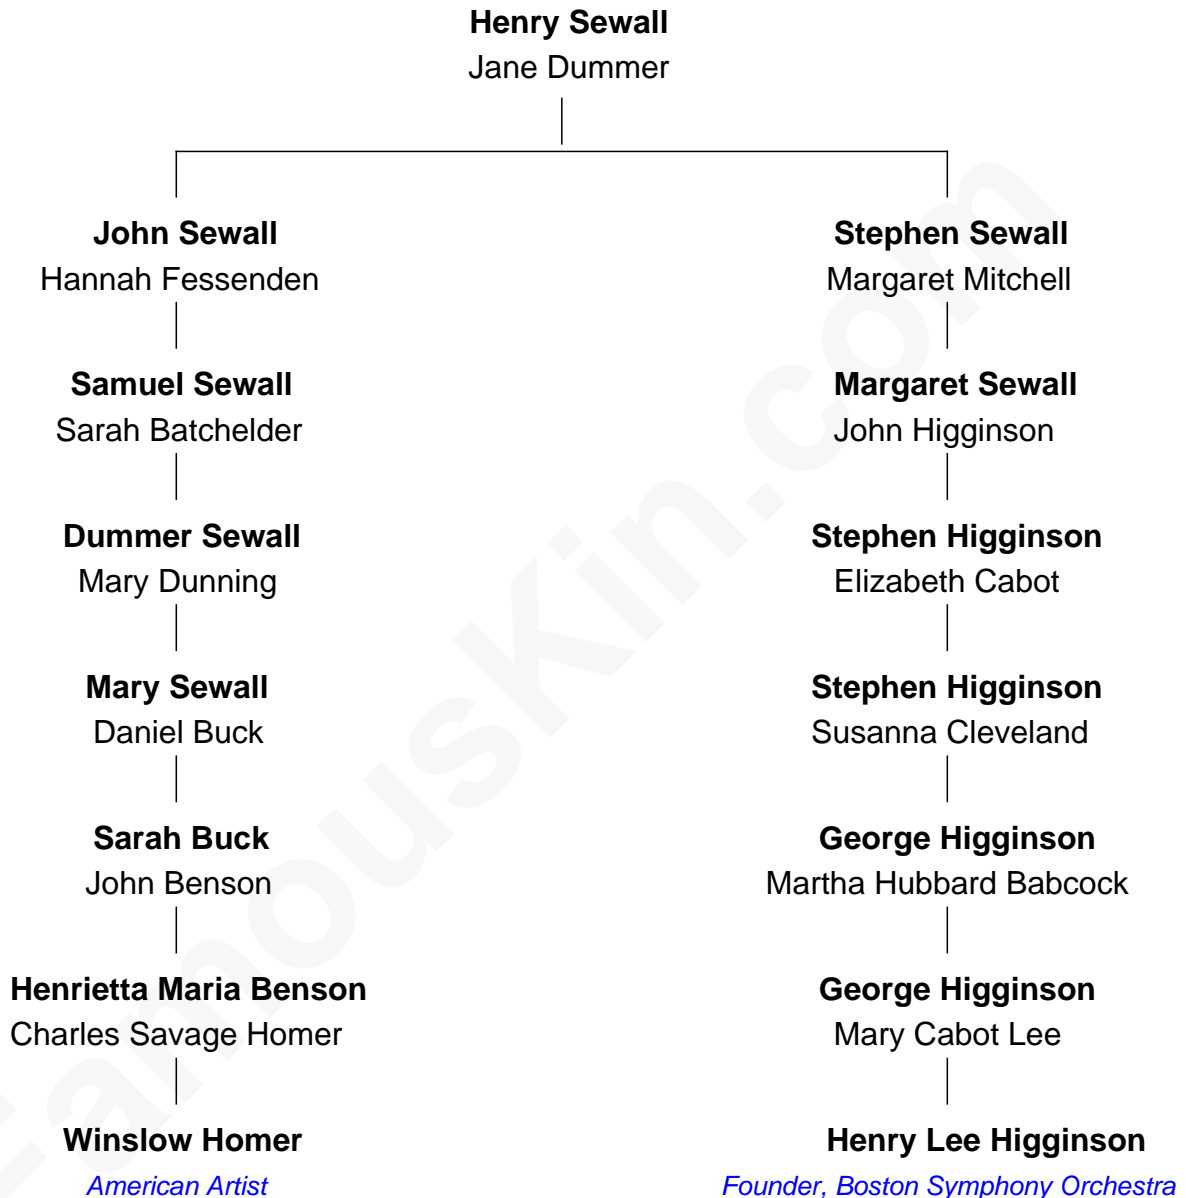 Henry Sewall
Jane Dummer
John Sewall
Hannah Fessenden
Stephen Sewall
Margaret Mitchell
Samuel Sewall
Sarah Batchelder
Margaret Sewall
John Higginson
Dummer Sewall
Mary Dunning
Stephen Higginson
Elizabeth Cabot
Mary Sewall
Daniel Buck
Stephen Higginson
Susanna Cleveland
Sarah Buck
John Benson
George Higginson
Martha Hubbard Babcock
Henrietta Maria Benson
Charles Savage Homer
George Higginson
Mary Cabot Lee
Winslow Homer
American Artist
Henry Lee Higginson
Founder, Boston Symphony Orchestra
FamousKin.com